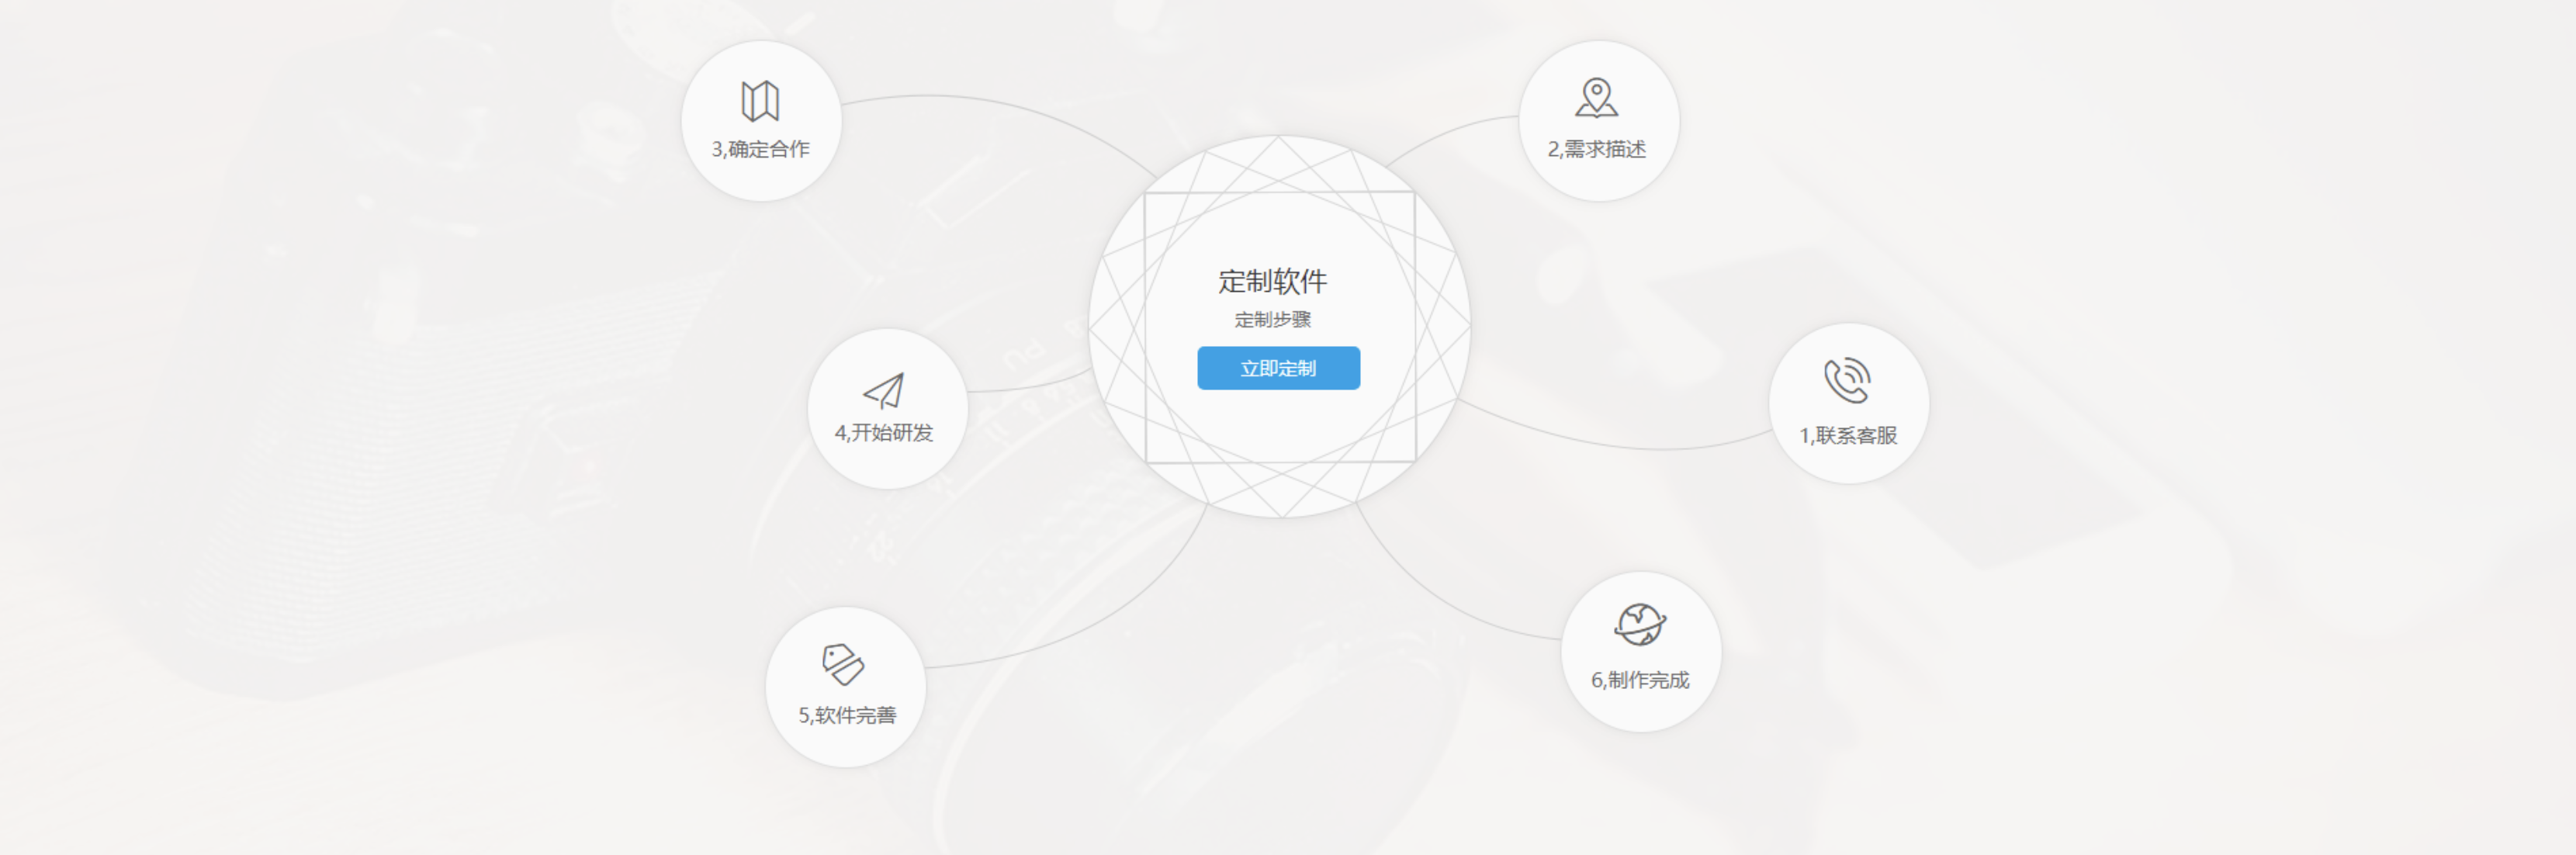 3,确定合作
2,需求描述
定制软件
定制步骤
立即定制
4,开始研发
1,联系客服
5,软件完善
6,制作完成